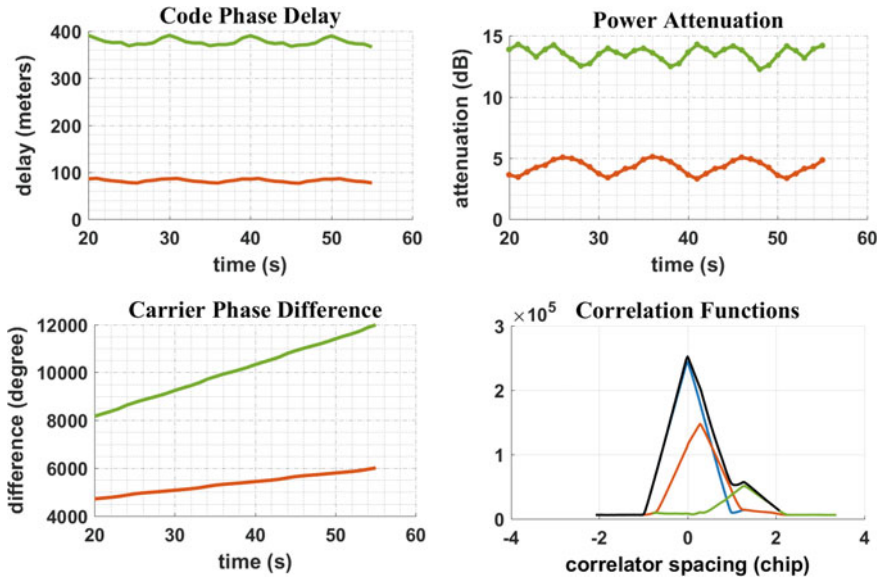 Code Phase Delay
400
300
200
100
0
delay (meters)
20 30 40 50 60
time (s)
Power Attenuation
15
10
5
0
attenuation (dB)
20 30 40 50 60
time (s)
Carrier Phase Difference
12000
10000
8000
6000
4000
difference (degree)
20 30 40 50 60
time (s)
Correlation Functions
× 10⁵
3
2
1
0
-4 -2 0 2 4
correlator spacing (chip)